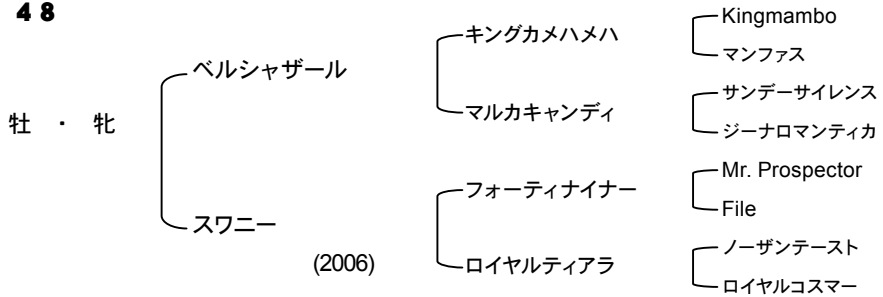 48
Kingmambo
キングカメハメハ
マンファス
ベルシャザール
サンデーサイレンス
マルカキャンディ
ジーナロマンティカ
牡 ・ 牝
Mr. Prospector
フォーティナイナー
File
スワニー
ノーザンテースト
(2006)
ロイヤルティアラ
ロイヤルコスマー